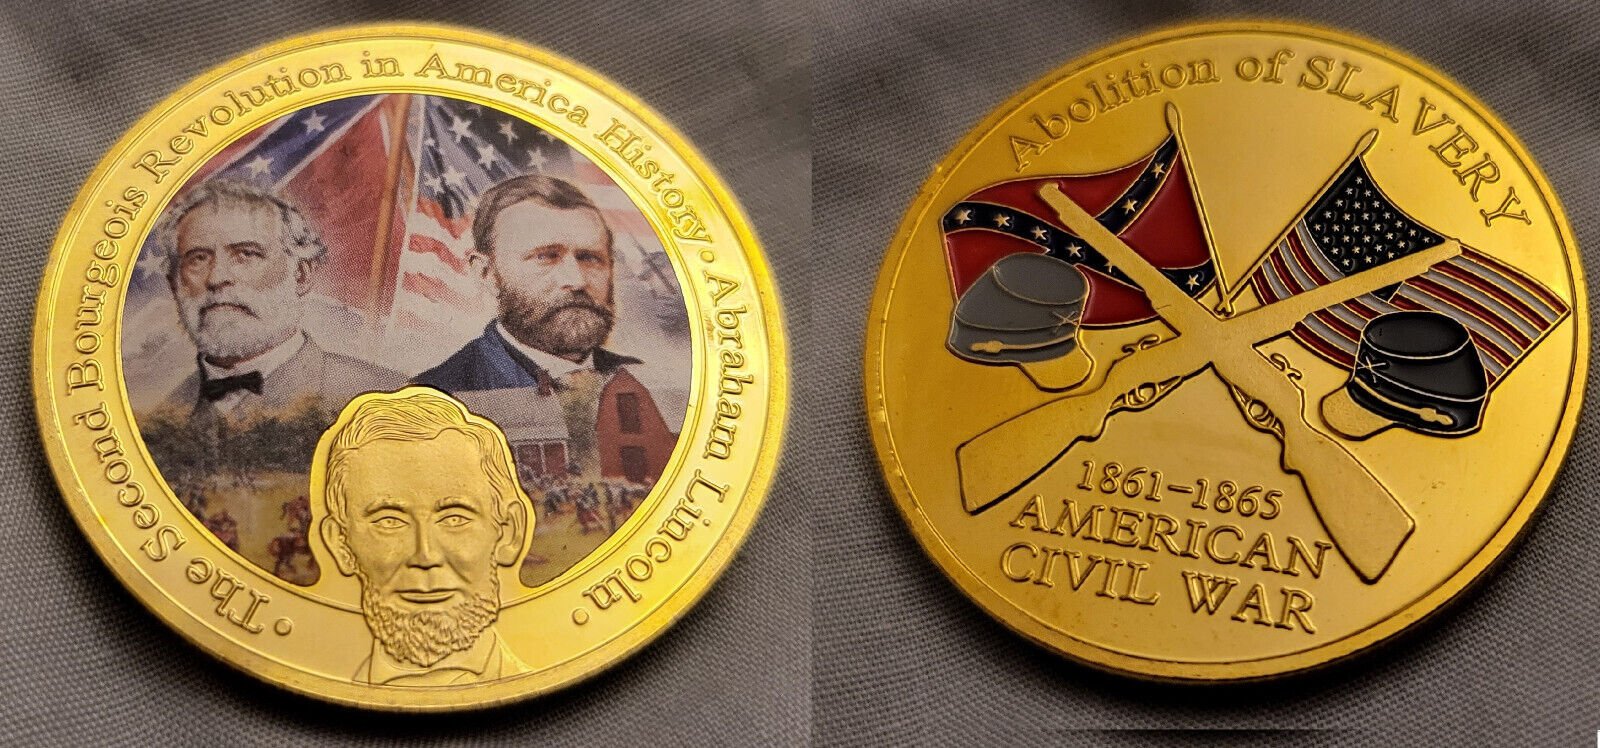 · The Second Bourgeois Revolution in America History · Abraham Lincoln ·
Abolition of SLAVERY
1861-1865
AMERICAN
CIVIL WAR